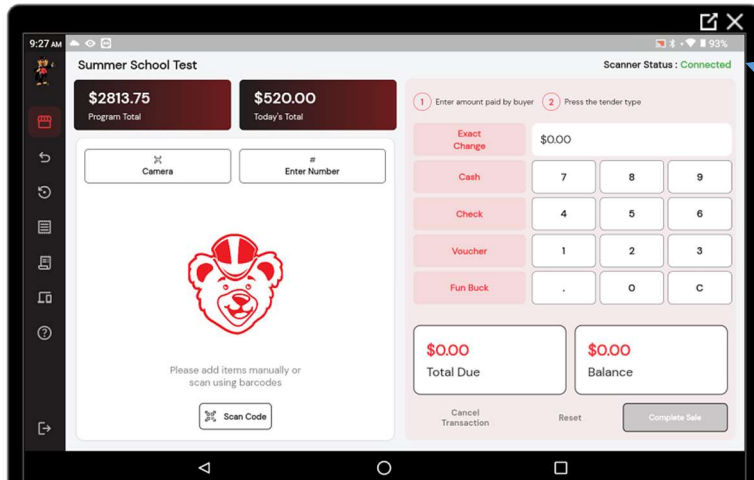 9:27 AM
93%
Summer School Test
Scanner Status : Connected
$2813.75
Program Total
$520.00
Today's Total
1 Enter amount paid by buyer
2 Press the tender type
Camera
#
Enter Number
Exact
Change
$0.00
Cash
7
8
9
Check
4
5
6
Voucher
1
2
3
Fun Buck
.
0
C
Please add items manually or
scan using barcodes
Scan Code
$0.00
Total Due
$0.00
Balance
Cancel
Transaction
Reset
Complete Sale